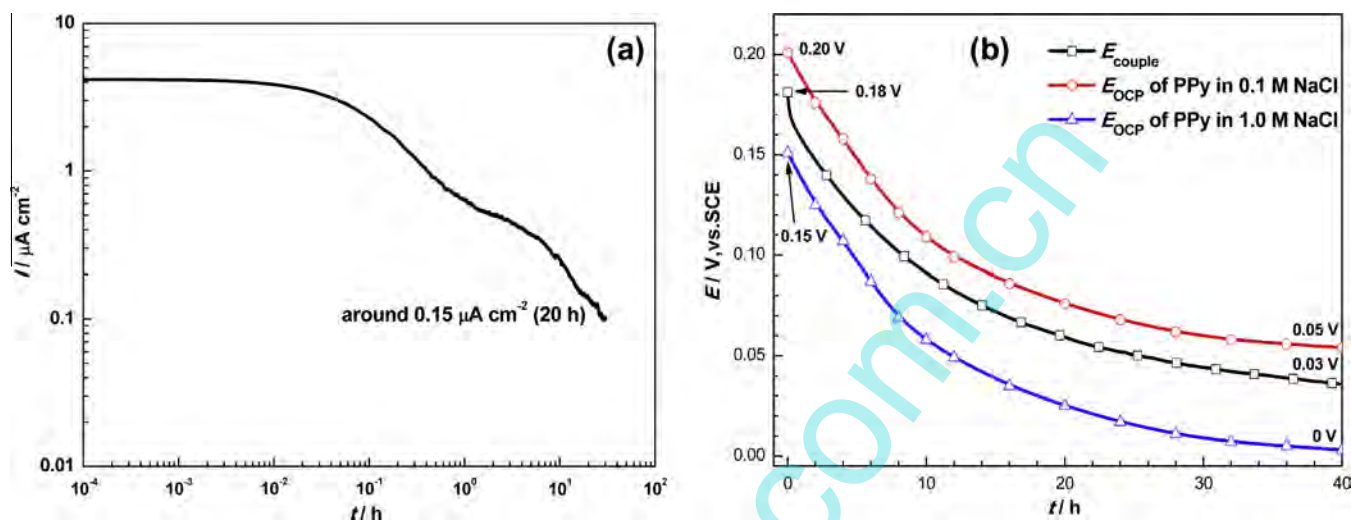 (a)
10
1
0.1
0.01
I / μA cm⁻²
around 0.15 μA cm⁻² (20 h)
10⁻⁴ 10⁻³ 10⁻² 10⁻¹ 10⁰ 10¹ 10²
t / h
(b)
0.20
0.15
0.10
0.05
0.00
E / V,vs.SCE
0.20 V
0.18 V
0.15 V
E couple
E OCP of PPy in 0.1 M NaCl
E OCP of PPy in 1.0 M NaCl
0.05 V
0.03 V
0 V
0 10 20 30 40
t / h
com.cn